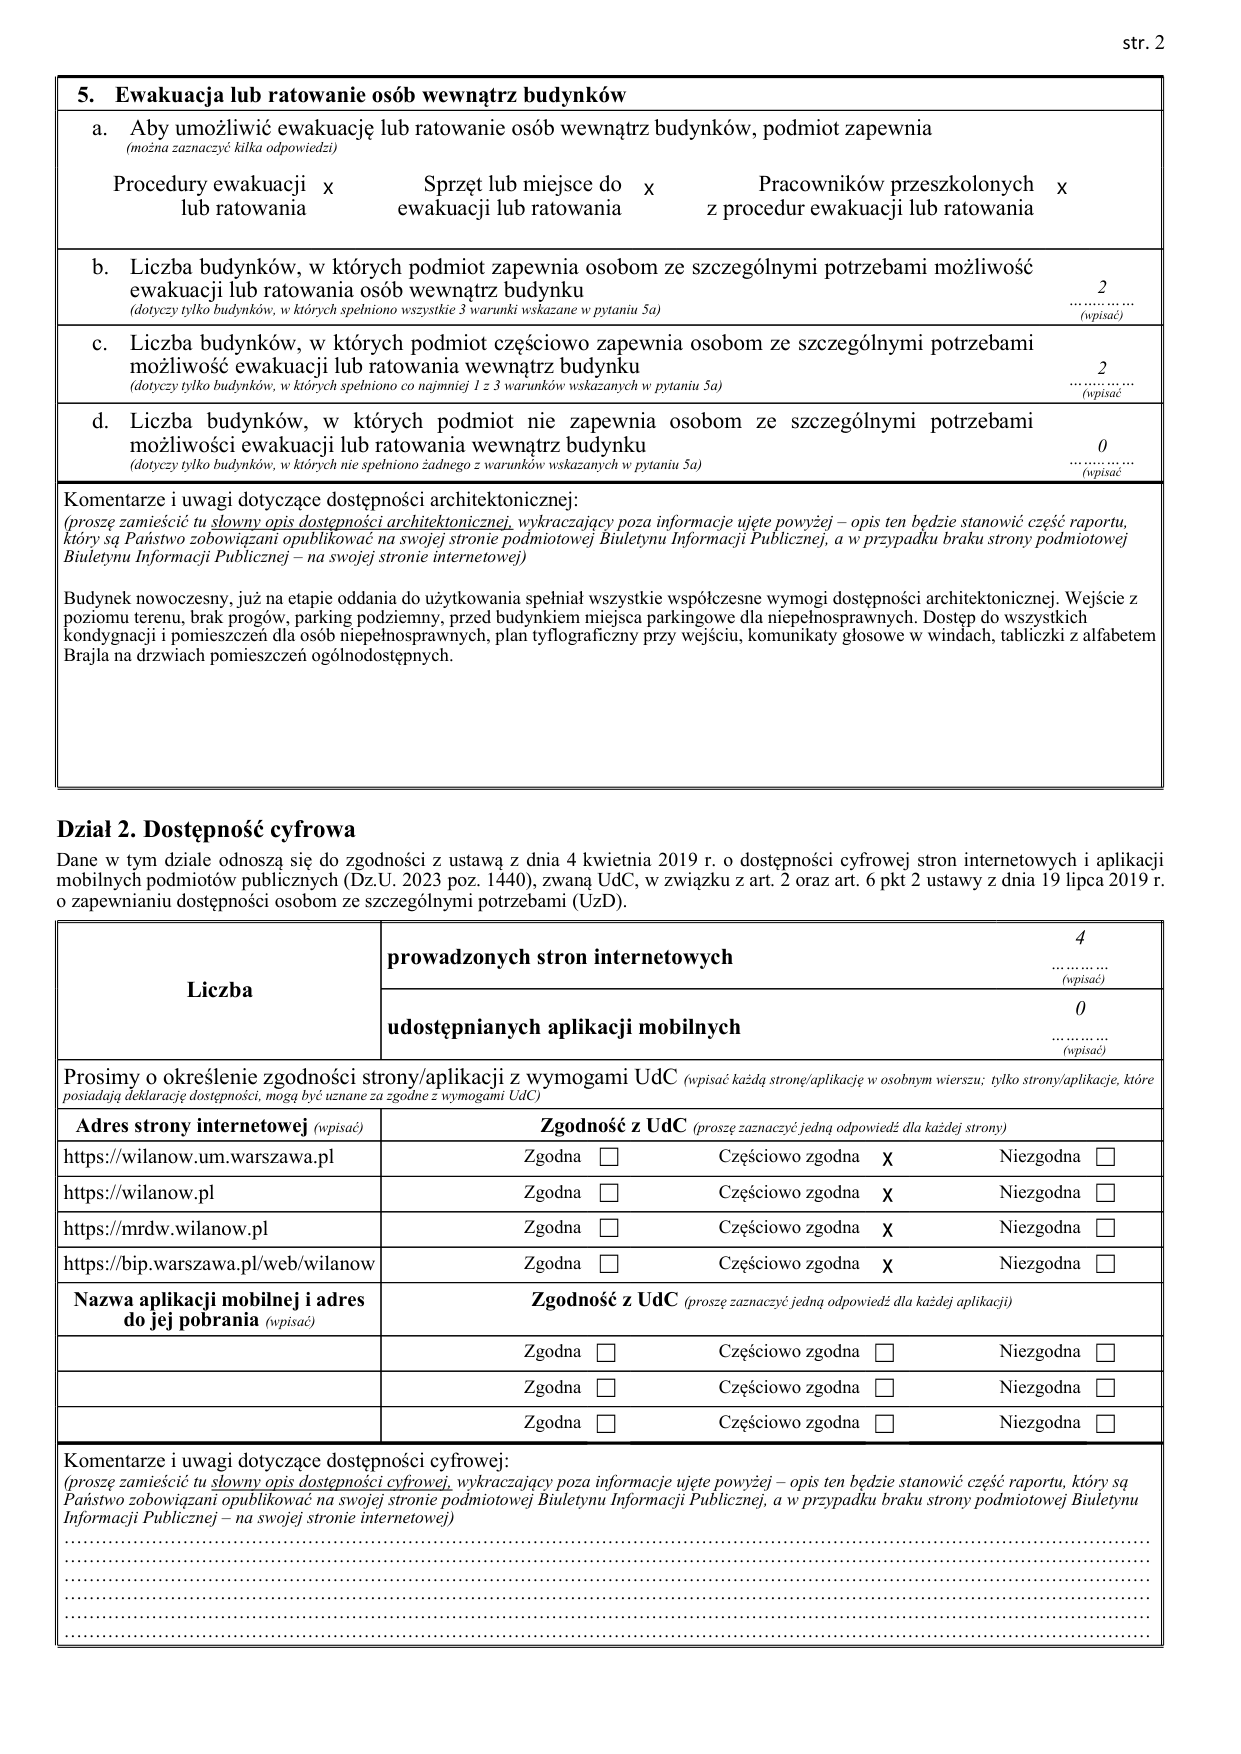 str. 2
5. Ewakuacja lub ratowanie osób wewnątrz budynków
a. Aby umożliwić ewakuację lub ratowanie osób wewnątrz budynków, podmiot zapewnia
(można zaznaczyć kilka odpowiedzi)
Procedury ewakuacji x Sprzęt lub miejsce do x Pracowników przeszkolonych x
lub ratowania ewakuacji lub ratowania z procedur ewakuacji lub ratowania
b. Liczba budynków, w których podmiot zapewnia osobom ze szczególnymi potrzebami możliwość
ewakuacji lub ratowania osób wewnątrz budynku 2
(dotyczy tylko budynków, w których spełniono wszystkie 3 warunki wskazane w pytaniu 5a) …………
(wpisać)
c. Liczba budynków, w których podmiot częściowo zapewnia osobom ze szczególnymi potrzebami
możliwość ewakuacji lub ratowania wewnątrz budynku 2
(dotyczy tylko budynków, w których spełniono co najmniej 1 z 3 warunków wskazanych w pytaniu 5a) …………
(wpisać
d. Liczba budynków, w których podmiot nie zapewnia osobom ze szczególnymi potrzebami
możliwości ewakuacji lub ratowania wewnątrz budynku 0
(dotyczy tylko budynków, w których nie spełniono żadnego z warunków wskazanych w pytaniu 5a) …………
(wpisać
Komentarze i uwagi dotyczące dostępności architektonicznej:
(proszę zamieścić tu słowny opis dostępności architektonicznej, wykraczający poza informacje ujęte powyżej – opis ten będzie stanowić część raportu,
który są Państwo zobowiązani opublikować na swojej stronie podmiotowej Biuletynu Informacji Publicznej, a w przypadku braku strony podmiotowej
Biuletynu Informacji Publicznej – na swojej stronie internetowej)
Budynek nowoczesny, już na etapie oddania do użytkowania spełniał wszystkie współczesne wymogi dostępności architektonicznej. Wejście z
poziomu terenu, brak progów, parking podziemny, przed budynkiem miejsca parkingowe dla niepełnosprawnych. Dostęp do wszystkich
kondygnacji i pomieszczeń dla osób niepełnosprawnych, plan tyflograficzny przy wejściu, komunikaty głosowe w windach, tabliczki z alfabetem
Brajla na drzwiach pomieszczeń ogólnodostępnych.
Dział 2. Dostępność cyfrowa
Dane w tym dziale odnoszą się do zgodności z ustawą z dnia 4 kwietnia 2019 r. o dostępności cyfrowej stron internetowych i aplikacji
mobilnych podmiotów publicznych (Dz.U. 2023 poz. 1440), zwaną UdC, w związku z art. 2 oraz art. 6 pkt 2 ustawy z dnia 19 lipca 2019 r.
o zapewnianiu dostępności osobom ze szczególnymi potrzebami (UzD).
Liczba
prowadzonych stron internetowych 4
…………
(wpisać)
udostępnianych aplikacji mobilnych 0
…………
(wpisać)
Prosimy o określenie zgodności strony/aplikacji z wymogami UdC (wpisać każdą stronę/aplikację w osobnym wierszu; tylko strony/aplikacje, które
posiadają deklarację dostępności, mogą być uznane za zgodne z wymogami UdC)
Adres strony internetowej (wpisać) Zgodność z UdC (proszę zaznaczyć jedną odpowiedź dla każdej strony)
https://wilanow.um.warszawa.pl Zgodna ☐ Częściowo zgodna x Niezgodna ☐
https://wilanow.pl Zgodna ☐ Częściowo zgodna x Niezgodna ☐
https://mrdw.wilanow.pl Zgodna ☐ Częściowo zgodna x Niezgodna ☐
https://bip.warszawa.pl/web/wilanow Zgodna ☐ Częściowo zgodna x Niezgodna ☐
Nazwa aplikacji mobilnej i adres Zgodność z UdC (proszę zaznaczyć jedną odpowiedź dla każdej aplikacji)
do jej pobrania (wpisać)
Zgodna ☐ Częściowo zgodna ☐ Niezgodna ☐
Zgodna ☐ Częściowo zgodna ☐ Niezgodna ☐
Zgodna ☐ Częściowo zgodna ☐ Niezgodna ☐
Komentarze i uwagi dotyczące dostępności cyfrowej:
(proszę zamieścić tu słowny opis dostępności cyfrowej, wykraczający poza informacje ujęte powyżej – opis ten będzie stanowić część raportu, który są
Państwo zobowiązani opublikować na swojej stronie podmiotowej Biuletynu Informacji Publicznej, a w przypadku braku strony podmiotowej Biuletynu
Informacji Publicznej – na swojej stronie internetowej)